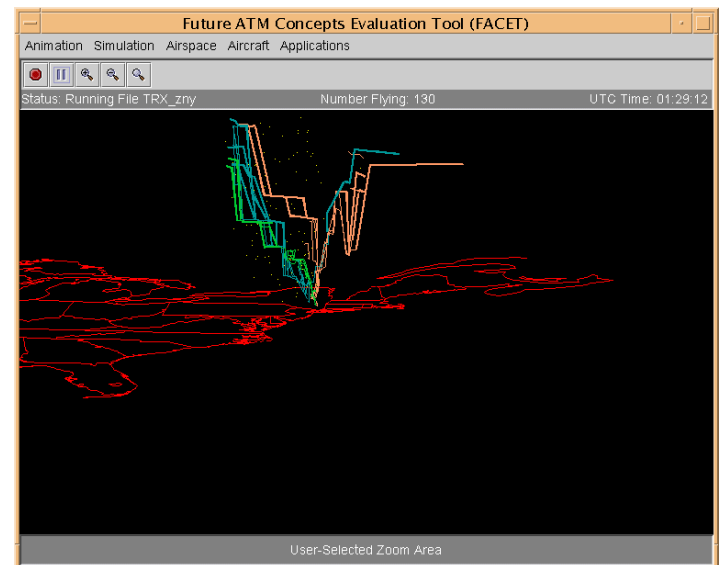 Future ATM Concepts Evaluation Tool (FACET)
Animation Simulation Airspace Aircraft Applications
Status: Running File TRX_zny Number Flying: 130 UTC Time: 01:29:12
User-Selected Zoom Area